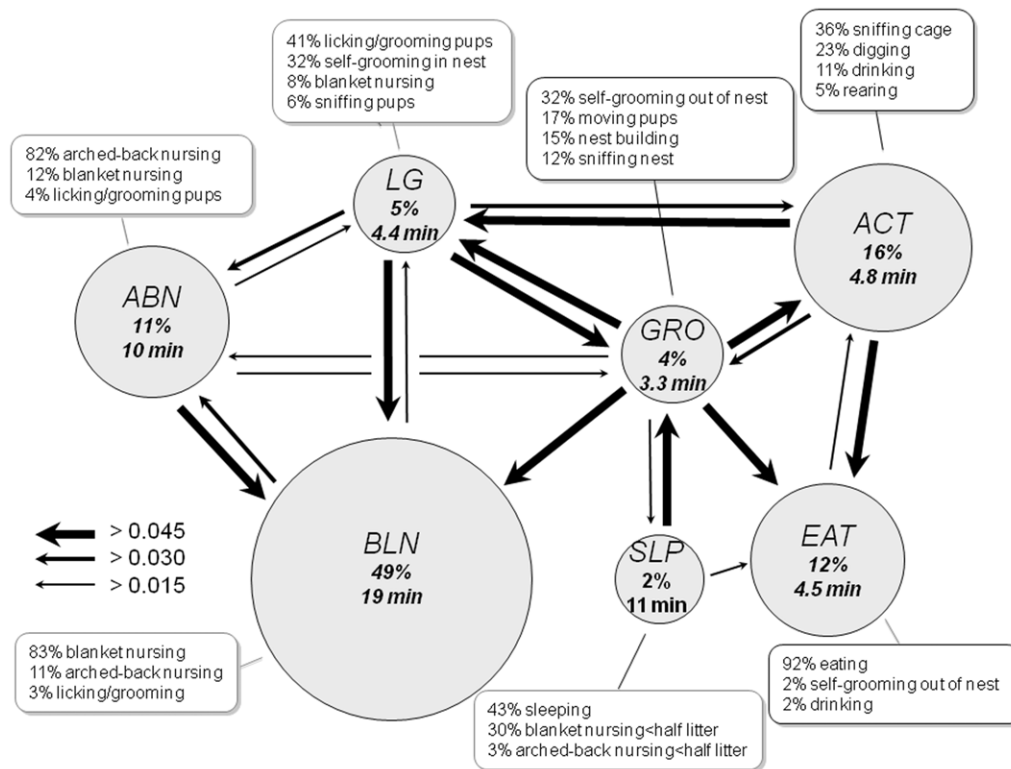 41% licking/grooming pups
32% self-grooming in nest
8% blanket nursing
6% sniffing pups
36% sniffing cage
23% digging
11% drinking
5% rearing
32% self-grooming out of nest
17% moving pups
15% nest building
12% sniffing nest
82% arched-back nursing
12% blanket nursing
4% licking/grooming pups
LG
5%
4.4 min
ACT
16%
4.8 min
ABN
11%
10 min
GRO
4%
3.3 min
BLN
49%
19 min
SLP
2%
11 min
EAT
12%
4.5 min
> 0.045
> 0.030
> 0.015
83% blanket nursing
11% arched-back nursing
3% licking/grooming
43% sleeping
30% blanket nursing<half litter
3% arched-back nursing<half litter
92% eating
2% self-grooming out of nest
2% drinking